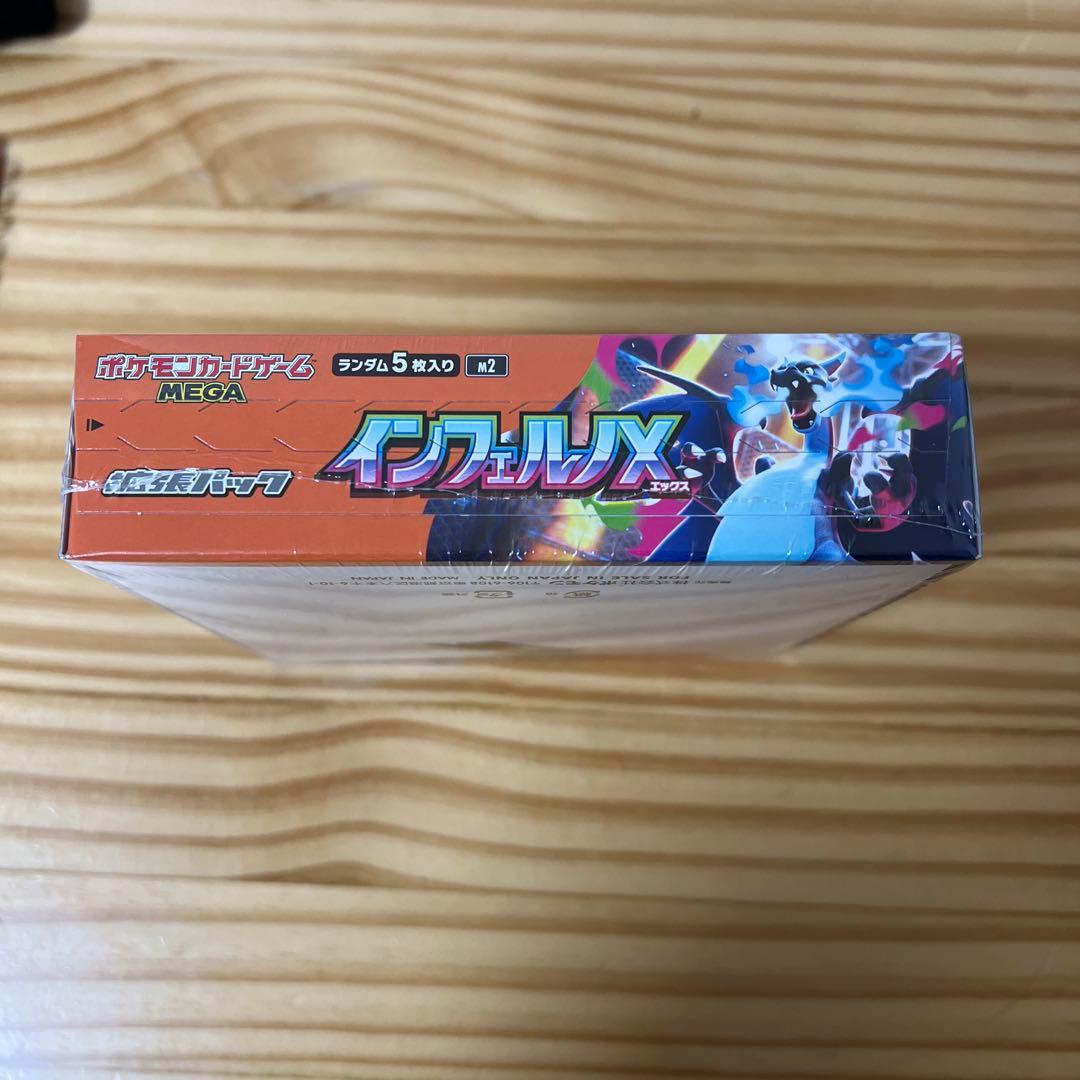 ポケモンカードゲーム
MEGA
ランダム5枚入り
M2
拡張パック
インフェルノX
エックス
FOR SALE IN JAPAN ONLY MADE IN JAPAN